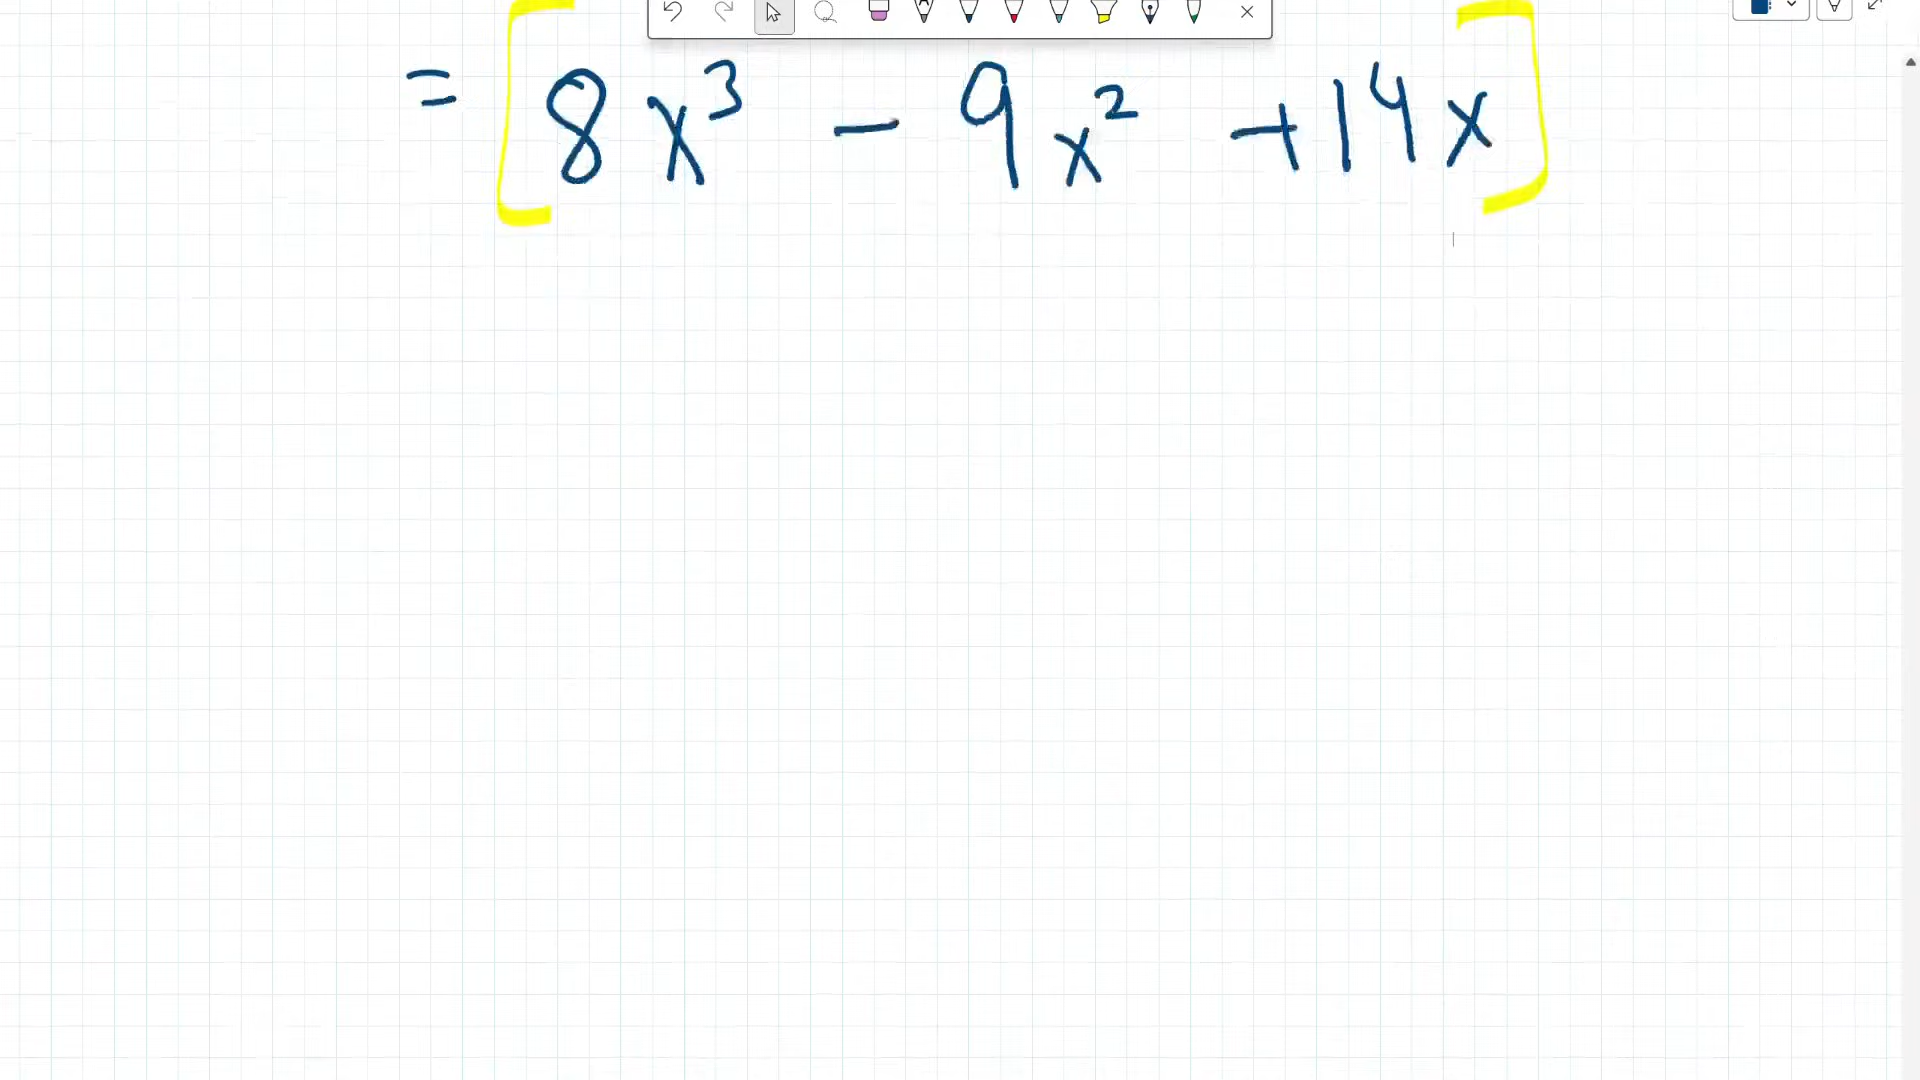 = [8x³ - 9x² + 14x]